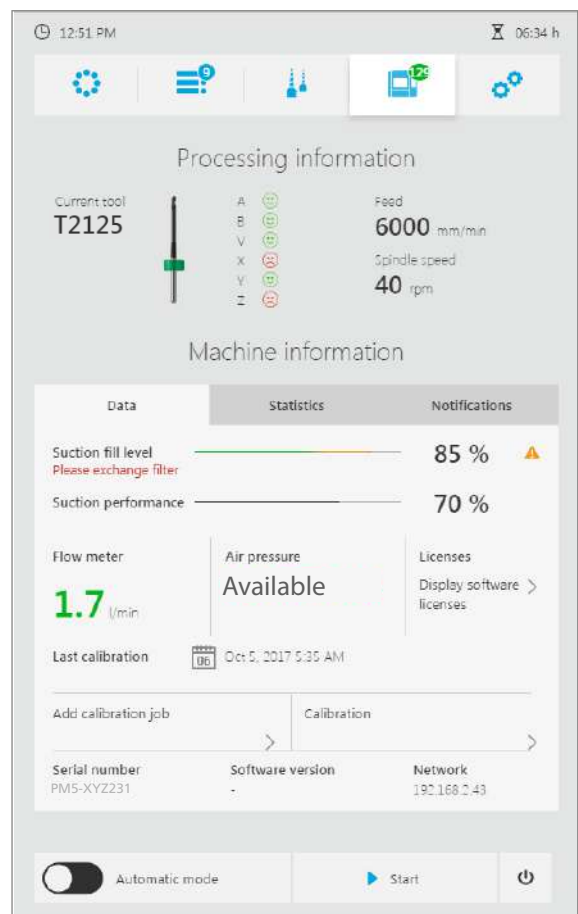 12:51 PM 06:34 h
9 129
Processing information
Current tool
T2125
A
B
V
X
Y
Z
Feed
6000 mm/min
Spindle speed
40 rpm
Machine information
Data Statistics Notifications
Suction fill level 85 %
Please exchange filter
Suction performance 70 %
Flow meter
1.7 l/min
Air pressure
Available
Licenses
Display software
licenses
Last calibration 06 Oct 5, 2017 5:35 AM
Add calibration job Calibration
Serial number Software version Network
PM5-XYZ231 - 192.168.2.43
Automatic mode Start